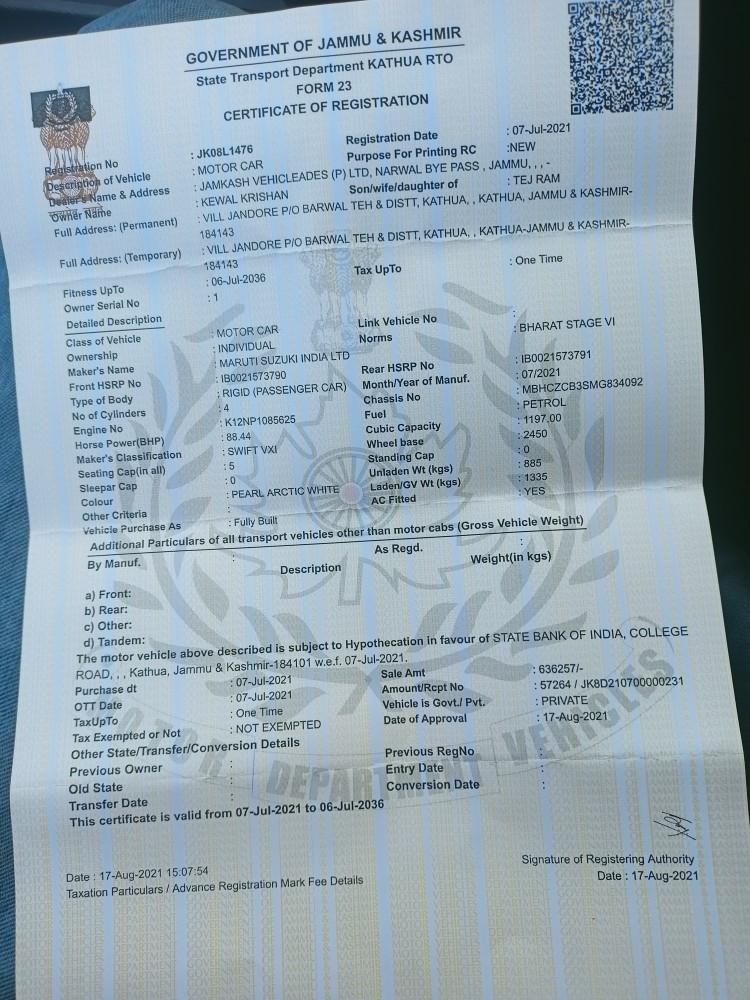 GOVERNMENT OF JAMMU & KASHMIR
State Transport Department KATHUA RTO
FORM 23
CERTIFICATE OF REGISTRATION
Registration No : JK08L1476 Registration Date : 07-Jul-2021
Description of Vehicle : MOTOR CAR Purpose For Printing RC :NEW
Dealer's Name & Address : JAMKASH VEHICLEADES (P) LTD, NARWAL BYE PASS , JAMMU, , , -
Owner Name : KEWAL KRISHAN Son/wife/daughter of : TEJ RAM
Full Address: (Permanent) : VILL JANDORE P/O BARWAL TEH & DISTT, KATHUA, , KATHUA, JAMMU & KASHMIR-
184143
Full Address: (Temporary) : VILL JANDORE P/O BARWAL TEH & DISTT, KATHUA, , KATHUA-JAMMU & KASHMIR-
184143
Fitness UpTo : 06-Jul-2036 Tax UpTo : One Time
Owner Serial No : 1
Detailed Description
Class of Vehicle : MOTOR CAR Link Vehicle No :
Ownership : INDIVIDUAL Norms : BHARAT STAGE VI
Maker's Name : MARUTI SUZUKI INDIA LTD
Front HSRP No : IB0021573790 Rear HSRP No : IB0021573791
Type of Body : RIGID (PASSENGER CAR) Month/Year of Manuf. : 07/2021
No of Cylinders : 4 Chassis No : MBHCZCB3SMG834092
Engine No : K12NP1085625 Fuel : PETROL
Horse Power(BHP) : 88.44 Cubic Capacity : 1197.00
Maker's Classification : SWIFT VXI Wheel base : 2450
Seating Cap(in all) : 5 Standing Cap : 0
Sleepar Cap : 0 Unladen Wt (kgs) : 885
Colour : PEARL ARCTIC WHITE Laden/GV Wt (kgs) : 1335
Other Criteria : AC Fitted : YES
Vehicle Purchase As : Fully Built
Additional Particulars of all transport vehicles other than motor cabs (Gross Vehicle Weight)
By Manuf. : As Regd. :
Description Weight(in kgs)
a) Front:
b) Rear:
c) Other:
d) Tandem:
The motor vehicle above described is subject to Hypothecation in favour of STATE BANK OF INDIA, COLLEGE
ROAD, , , Kathua, Jammu & Kashmir-184101 w.e.f. 07-Jul-2021.
Purchase dt : 07-Jul-2021 Sale Amt : 636257/-
OTT Date : 07-Jul-2021 Amount/Rcpt No : 57264 / JK8D210700000231
TaxUpTo : One Time Vehicle is Govt./ Pvt. : PRIVATE
Tax Exempted or Not : NOT EXEMPTED Date of Approval : 17-Aug-2021
Other State/Transfer/Conversion Details
Previous Owner : Previous RegNo :
Old State : Entry Date :
Transfer Date : Conversion Date :
This certificate is valid from 07-Jul-2021 to 06-Jul-2036
Signature of Registering Authority
Date : 17-Aug-2021 15:07:54 Date : 17-Aug-2021
Taxation Particulars / Advance Registration Mark Fee Details
DEPARTMENT VEHICLES